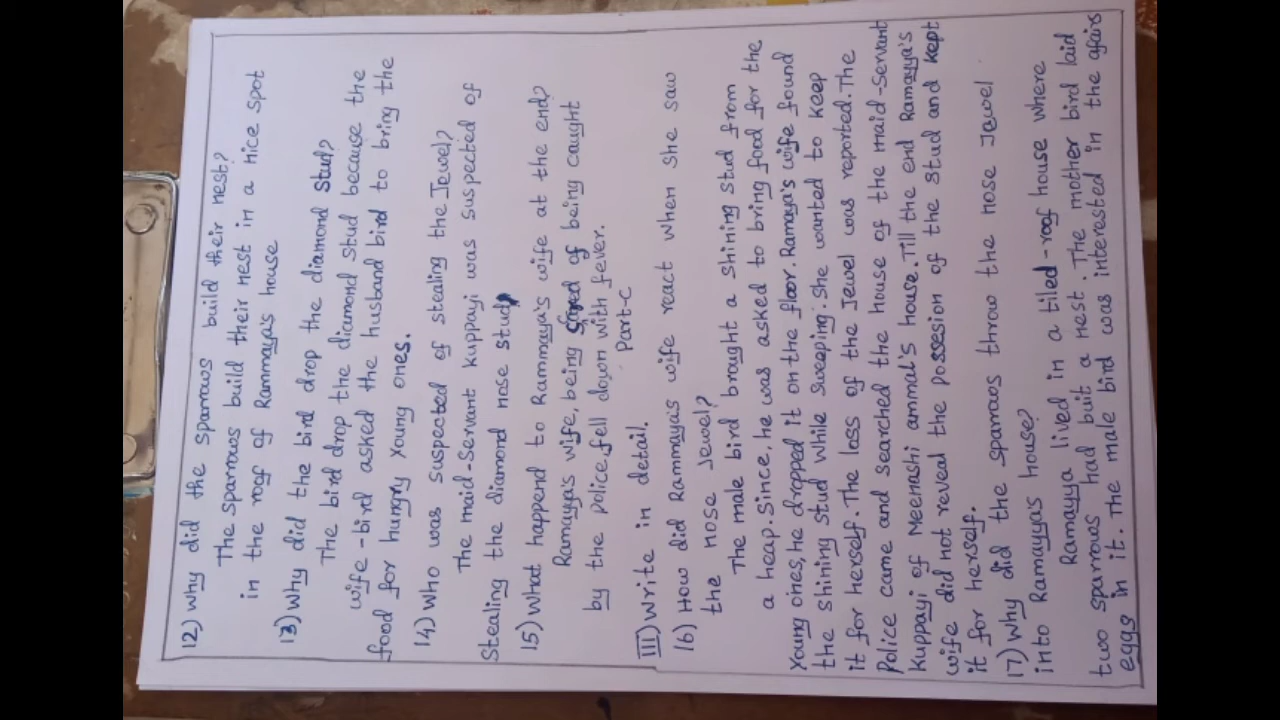 12) Why did the sparrows build their nest?
The sparrows build their nest in a nice spot
in the roof of Rammaya's house
13) Why did the bird drop the diamond stud?
The bird drop the diamond stud because the
wife-bird asked the husband bird to bring the
food for hungry young ones.
14) Who was suspected of stealing the Jewel?
The maid-servant Kuppayi was suspected of
Stealing the diamond nose stud
15) What happend to Rammaya's wife at the end?
Ramayya's wife, being scared of being caught
by the police, fell down with fever.
Part-C
III) Write in detail.
16) How did Rammaya's wife react when she saw
the nose Jewel?
The male bird brought a shining stud from
a heap. Since, he was asked to bring food for the
young ones, he dropped it on the floor. Ramaya's wife found
the shining stud while sweeping. She wanted to keep
it for herself. The loss of the Jewel was reported. The
Police came and searched the house of the maid-servant
Kuppayi of Meenashi ammal's house. Till the end Ramayya's
wife did not reveal the possesion of the stud and kept
it for herself.
17) Why did the sparraos throw the nose Jewel
into Ramayya's house?
Ramayya lived in a tiled-roof house where
two sparrows had buit a nest. The mother bird laid
eggs in it. The male bird was interested in the afairs